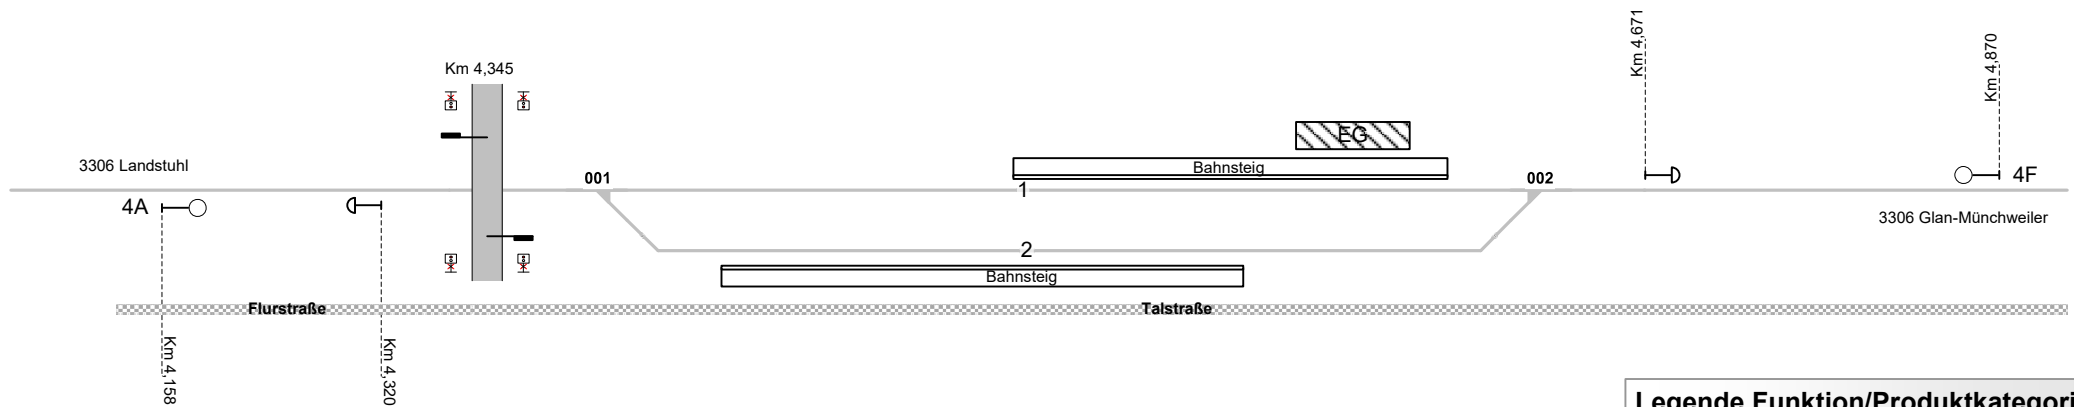 Km 4,671
Km 4,870
Km 4,345
EG
3306 Landstuhl
Bahnsteig
001
002
1
4A
4F
3306 Glan-Münchweiler
2
Bahnsteig
Flurstraße
Talstraße
Km 4,158
Km 4,320
Legende Funktion/Produktkategori